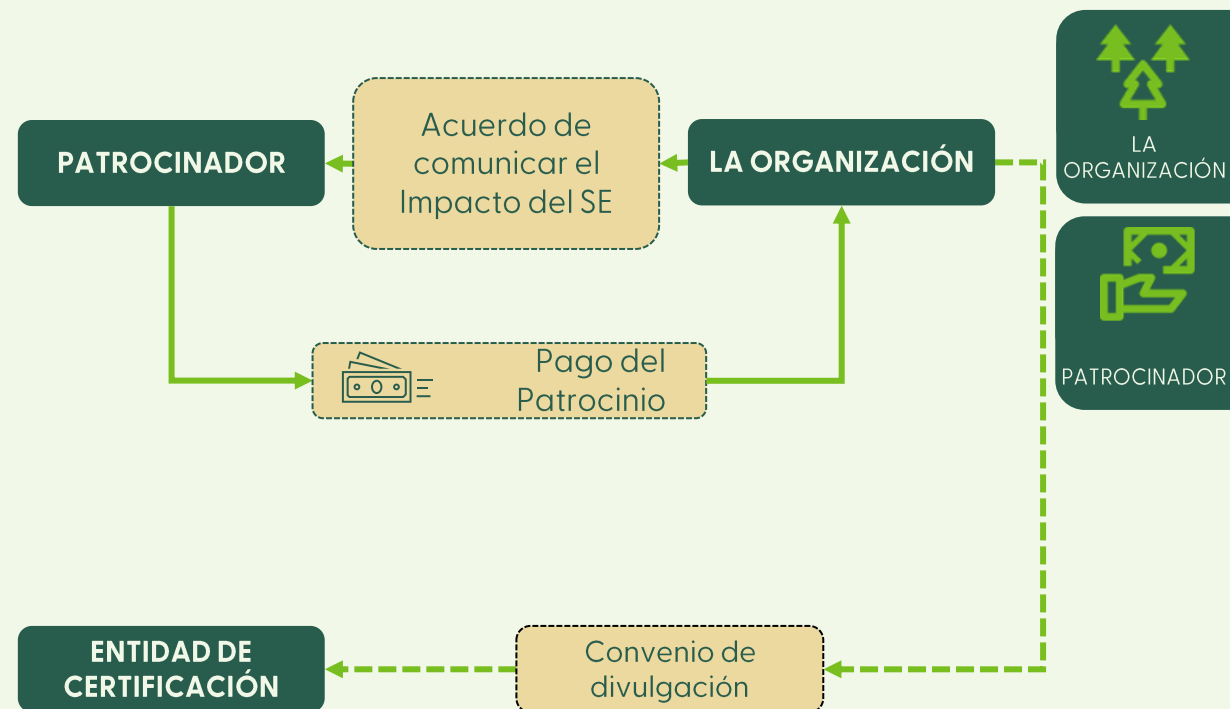 PATROCINADOR
Acuerdo de
comunicar el
Impacto del SE
LA ORGANIZACIÓN
LA
ORGANIZACIÓN
PATROCINADOR
Pago del
Patrocinio
ENTIDAD DE
CERTIFICACIÓN
Convenio de
divulgación